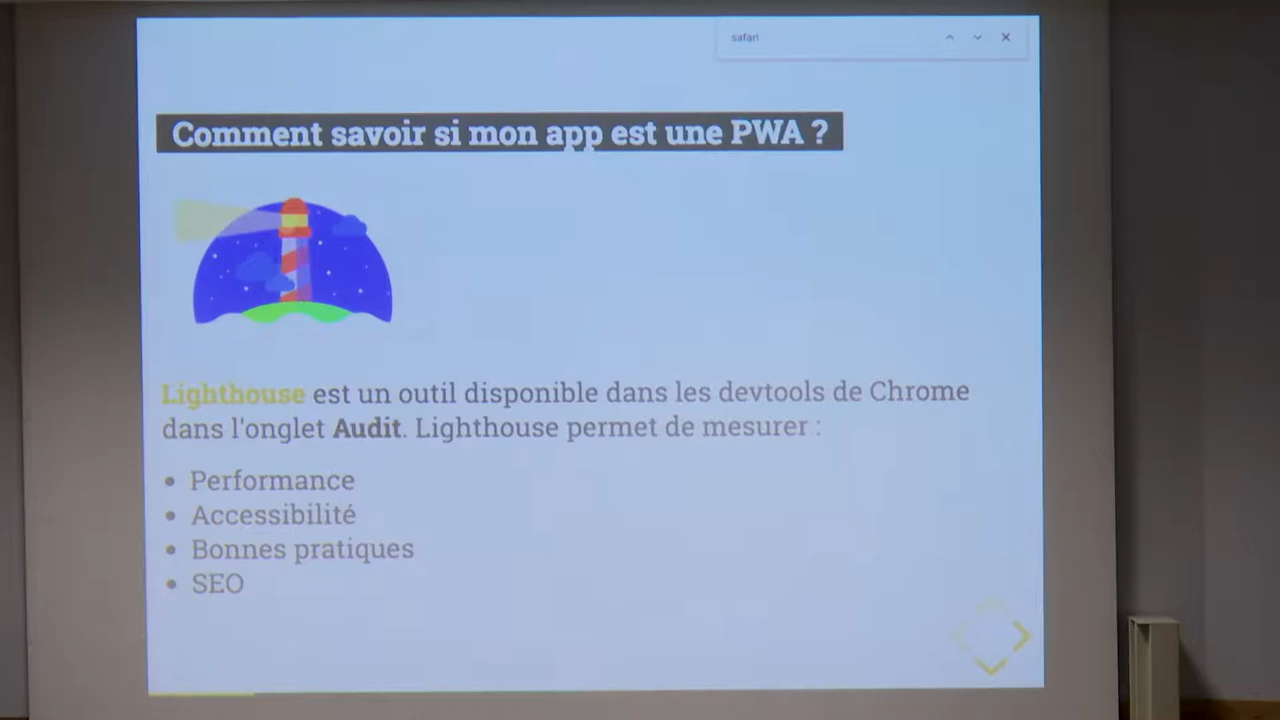 safari
Comment savoir si mon app est une PWA ?
Lighthouse est un outil disponible dans les devtools de Chrome
dans l'onglet Audit. Lighthouse permet de mesurer :
Performance
Accessibilité
Bonnes pratiques
SEO